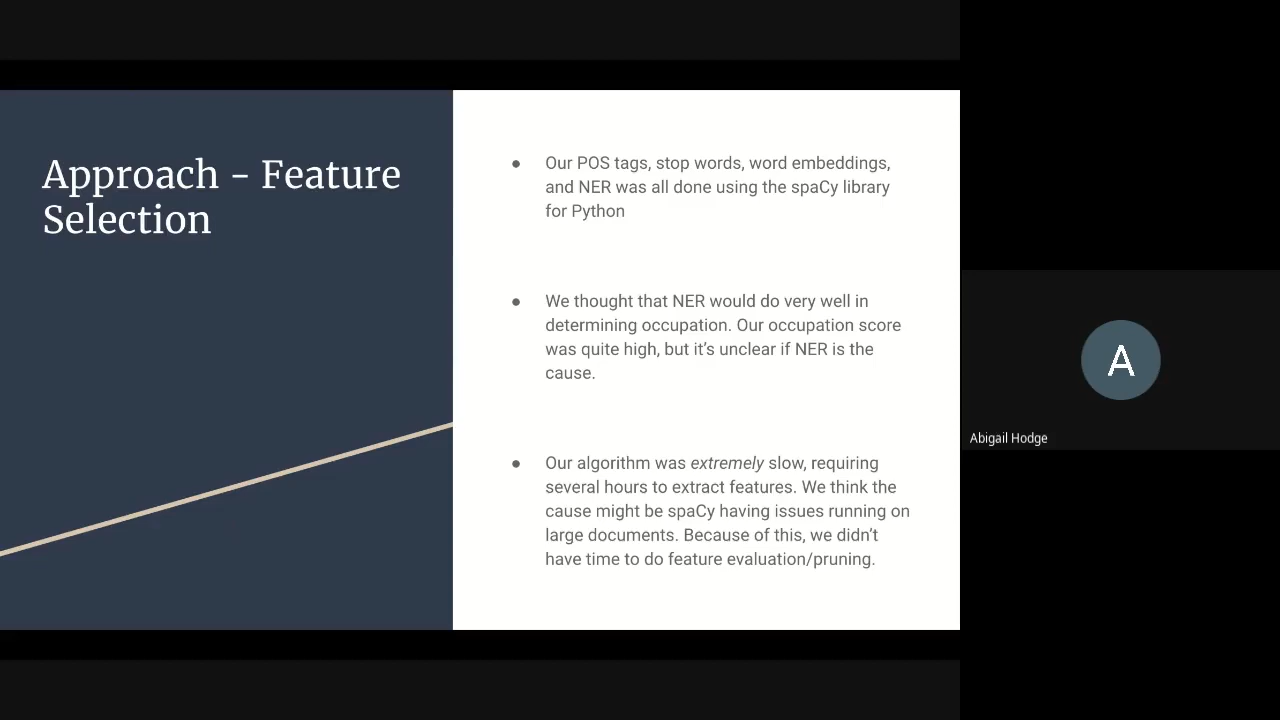 Approach - Feature
Selection
● Our POS tags, stop words, word embeddings,
and NER was all done using the spaCy library
for Python
● We thought that NER would do very well in
determining occupation. Our occupation score
was quite high, but it’s unclear if NER is the
cause.
● Our algorithm was extremely slow, requiring
several hours to extract features. We think the
cause might be spaCy having issues running on
large documents. Because of this, we didn’t
have time to do feature evaluation/pruning.
A
Abigail Hodge